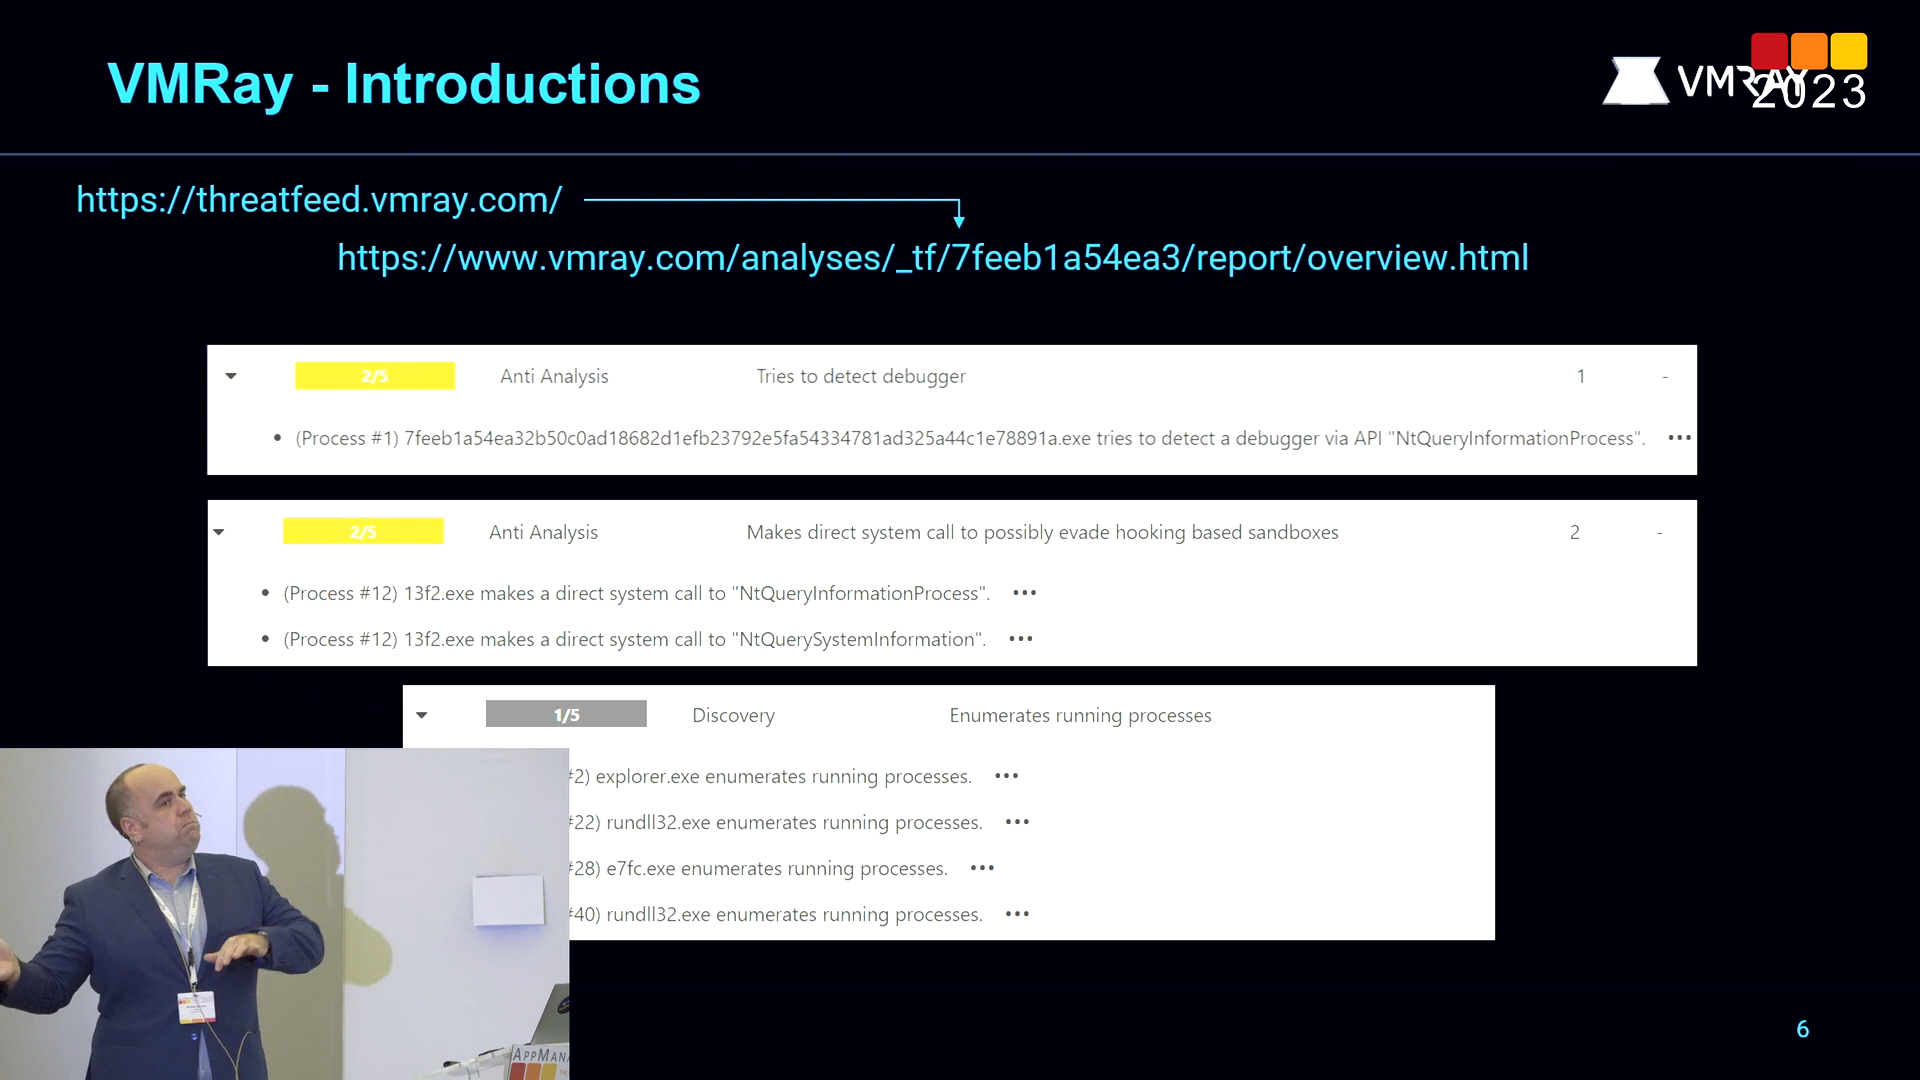 VMRay - Introductions
VMRAY
2023
https://threatfeed.vmray.com/
https://www.vmray.com/analyses/_tf/7feeb1a54ea3/report/overview.html
2/5 Anti Analysis Tries to detect debugger 1 -
• (Process #1) 7feeb1a54ea32b50c0ad18682d1efb23792e5fa54334781ad325a44c1e78891a.exe tries to detect a debugger via API "NtQueryInformationProcess". •••
2/5 Anti Analysis Makes direct system call to possibly evade hooking based sandboxes 2 -
• (Process #12) 13f2.exe makes a direct system call to "NtQueryInformationProcess". •••
• (Process #12) 13f2.exe makes a direct system call to "NtQuerySystemInformation". •••
1/5 Discovery Enumerates running processes
#2) explorer.exe enumerates running processes. •••
#22) rundll32.exe enumerates running processes. •••
#28) e7fc.exe enumerates running processes. •••
#40) rundll32.exe enumerates running processes. •••
APPMANA
6